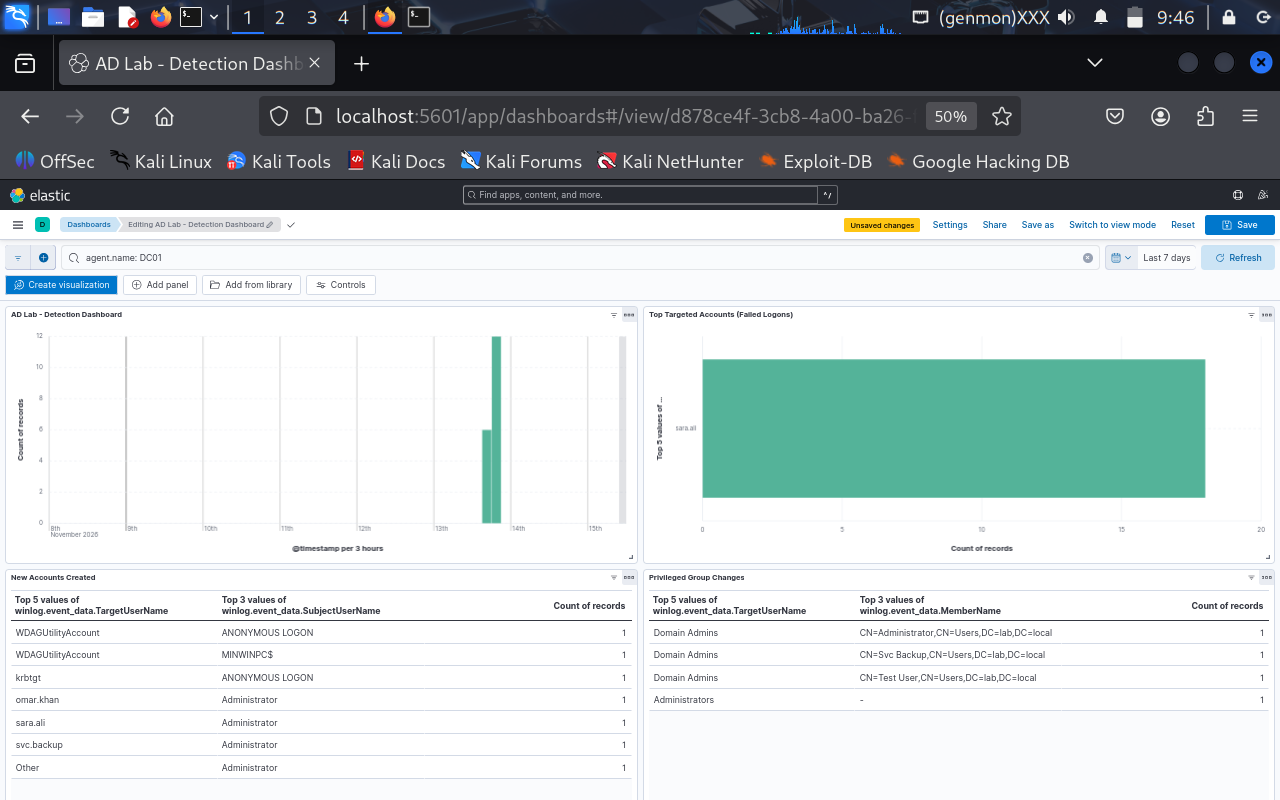 1 2 3 4 (genmon)XXX 9:46
AD Lab - Detection Dashb
localhost:5601/app/dashboards#/view/d878ce4f-3cb8-4a00-ba26- 50%
OffSec Kali Linux Kali Tools Kali Docs Kali Forums Kali NetHunter Exploit-DB Google Hacking DB
elastic Find apps, content, and more. ^/
D Dashboards Editing AD Lab - Detection Dashboard Unsaved changes Settings Share Save as Switch to view mode Reset Save
agent.name: DC01 Last 7 days Refresh
Create visualization Add panel Add from library Controls
AD Lab - Detection Dashboard
Count of records
12
10
8
6
4
2
0
8th 9th 10th 11th 12th 13th 14th 15th
November 2026
@timestamp per 3 hours
Top Targeted Accounts (Failed Logons)
Top 5 values of ...
sara.ali
0 5 10 15 20
Count of records
New Accounts Created
Top 5 values of winlog.event_data.TargetUserName Top 3 values of winlog.event_data.SubjectUserName Count of records
WDAGUtilityAccount ANONYMOUS LOGON 1
WDAGUtilityAccount MINWINPC$ 1
krbtgt ANONYMOUS LOGON 1
omar.khan Administrator 1
sara.ali Administrator 1
svc.backup Administrator 1
Other Administrator 1
Privileged Group Changes
Top 5 values of winlog.event_data.TargetUserName Top 3 values of winlog.event_data.MemberName Count of records
Domain Admins CN=Administrator,CN=Users,DC=lab,DC=local 1
Domain Admins CN=Svc Backup,CN=Users,DC=lab,DC=local 1
Domain Admins CN=Test User,CN=Users,DC=lab,DC=local 1
Administrators - 1